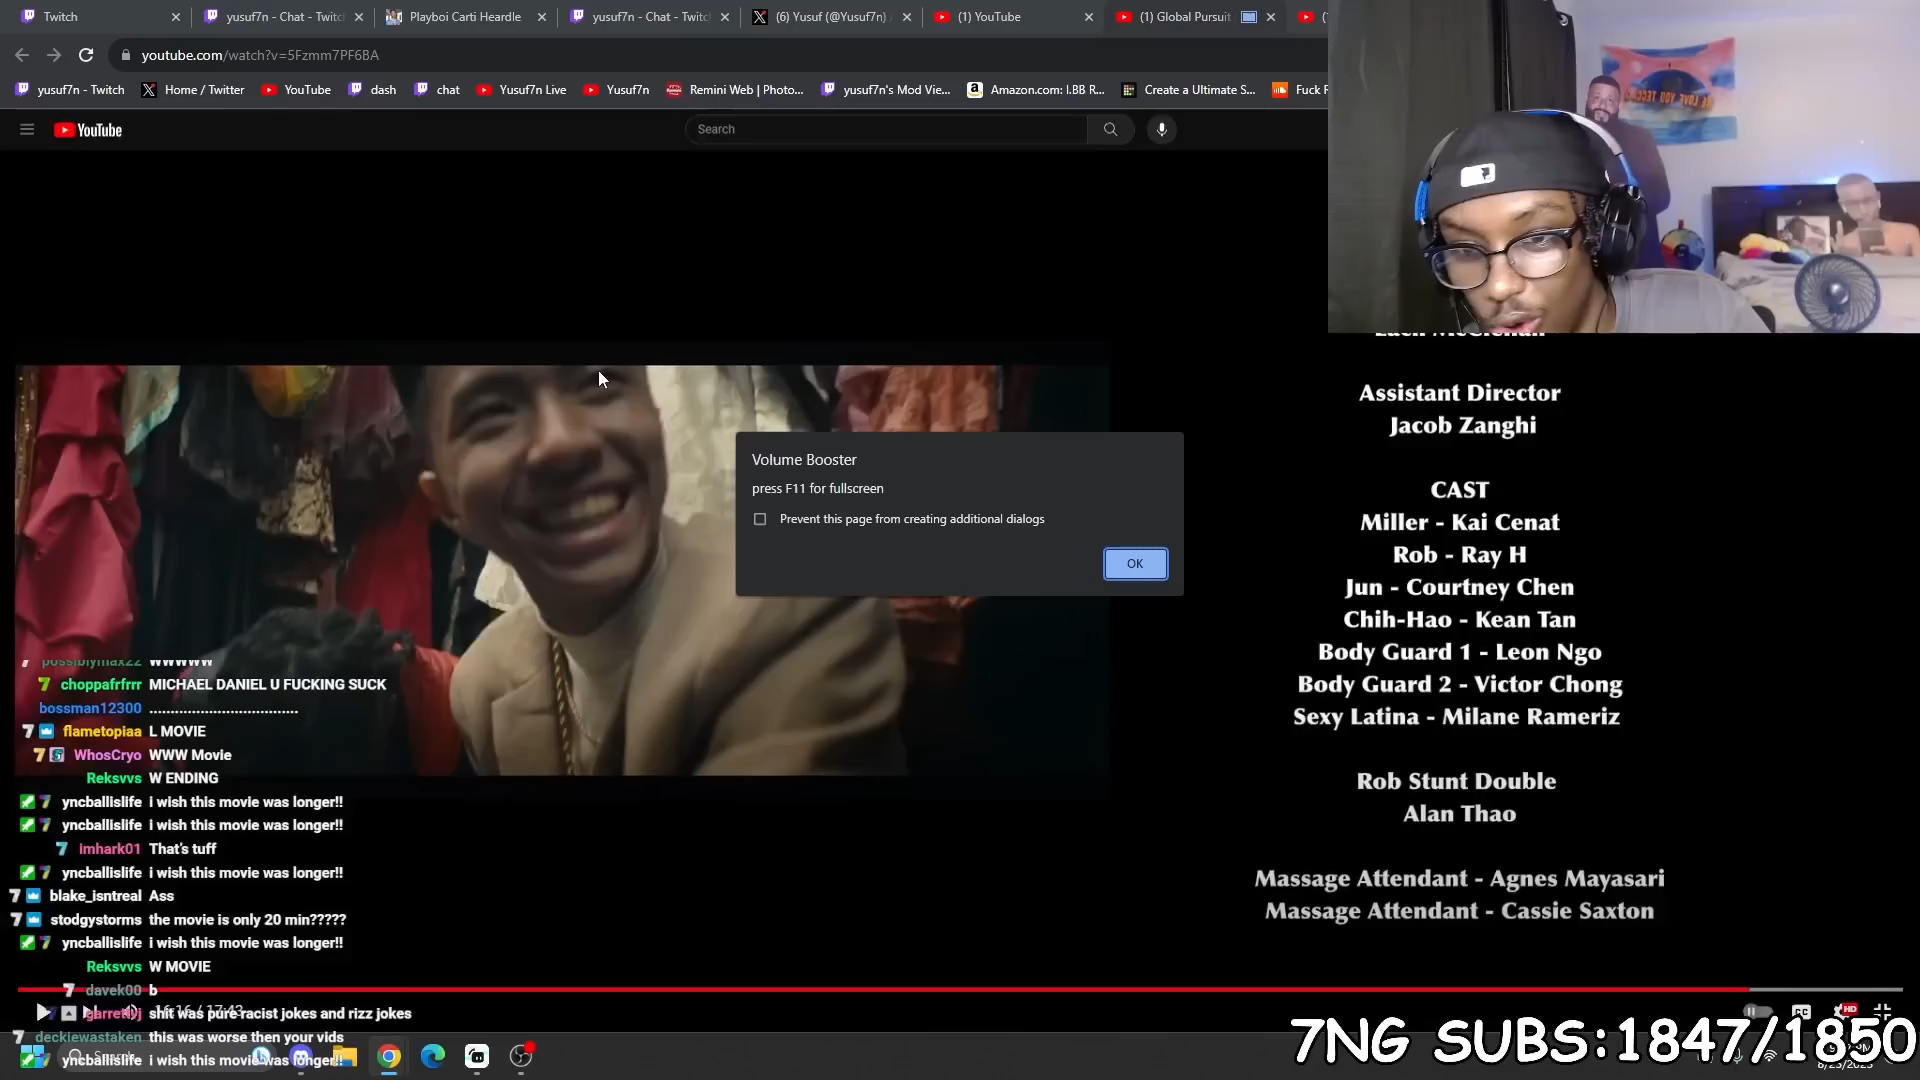 Twitch
yusuf7n - Chat - Twitc
Playboi Carti Heardle
yusuf7n - Chat - Twitc
(6) Yusuf (@Yusuf7n)
(1) YouTube
(1) Global Pursuit
youtube.com/watch?v=5Fzmm7PF6BA
yusuf7n - Twitch
Home / Twitter
YouTube
dash
chat
Yusuf7n Live
Yusuf7n
Remini Web | Photo...
yusuf7n's Mod Vie...
Amazon.com: I.BB R...
Create a Ultimate S...
YouTube
Search
Assistant Director
Jacob Zanghi
CAST
Miller - Kai Cenat
Rob - Ray H
Jun - Courtney Chen
Chih-Hao - Kean Tan
Body Guard 1 - Leon Ngo
Body Guard 2 - Victor Chong
Sexy Latina - Milane Rameriz
Rob Stunt Double
Alan Thao
Massage Attendant - Agnes Mayasari
Massage Attendant - Cassie Saxton
Volume Booster
press F11 for fullscreen
Prevent this page from creating additional dialogs
OK
possiblymax22 WWWWW
choppafrfrrr MICHAEL DANIEL U FUCKING SUCK
bossman12300 ..................................
flametopiaa L MOVIE
WhosCryo WWW Movie
Reksvvs W ENDING
yncballislife i wish this movie was longer!!
yncballislife i wish this movie was longer!!
imhark01 That's tuff
yncballislife i wish this movie was longer!!
blake_isntreal Ass
stodgystorms the movie is only 20 min?????
yncballislife i wish this movie was longer!!
Reksvvs W MOVIE
davek00 b
16:16 / 17:43
shit was pure racist jokes and rizz jokes
deckiewastaken this was worse then your vids
yncballislife i wish this movie was longer!!
7NG SUBS:1847/1850